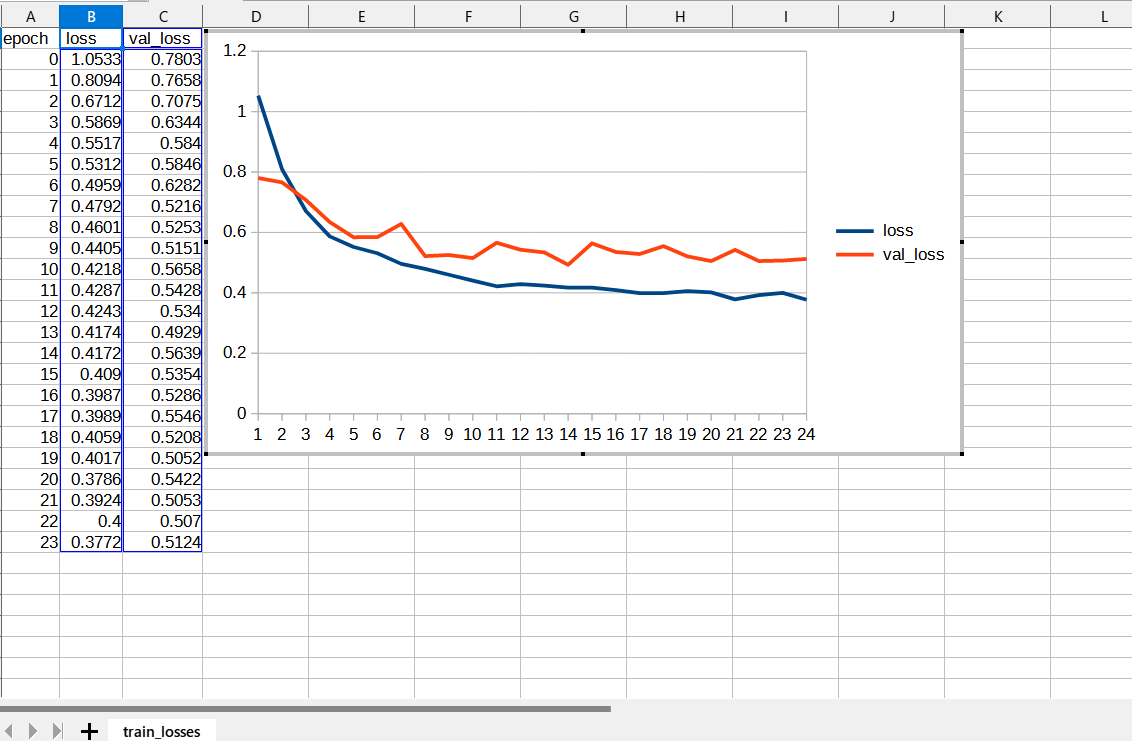 A B C D E F G H I J K L
epoch loss val_loss
0 1.0533 0.7803
1 0.8094 0.7658
2 0.6712 0.7075
3 0.5869 0.6344
4 0.5517 0.584
5 0.5312 0.5846
6 0.4959 0.6282
7 0.4792 0.5216
8 0.4601 0.5253
9 0.4405 0.5151
10 0.4218 0.5658
11 0.4287 0.5428
12 0.4243 0.534
13 0.4174 0.4929
14 0.4172 0.5639
15 0.409 0.5354
16 0.3987 0.5286
17 0.3989 0.5546
18 0.4059 0.5208
19 0.4017 0.5052
20 0.3786 0.5422
21 0.3924 0.5053
22 0.4 0.507
23 0.3772 0.5124
1.2
1
0.8
0.6
0.4
0.2
0
1 2 3 4 5 6 7 8 9 10 11 12 13 14 15 16 17 18 19 20 21 22 23 24
loss
val_loss
train_losses